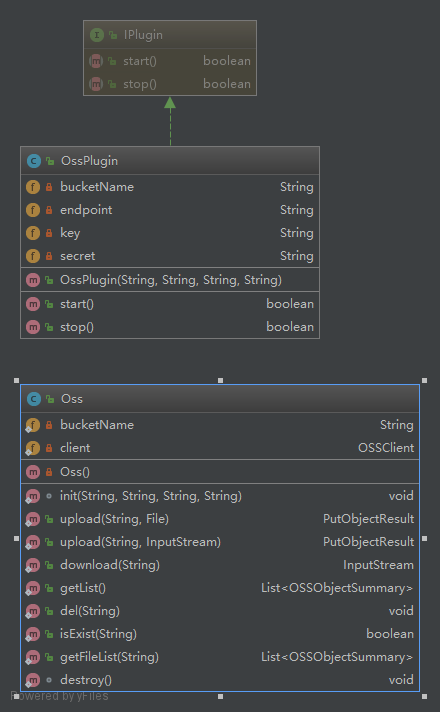 IPlugin
start() boolean
stop() boolean
OssPlugin
bucketName String
endpoint String
key String
secret String
OssPlugin(String, String, String, String)
start() boolean
stop() boolean
Oss
bucketName String
client OSSClient
Oss()
init(String, String, String, String) void
upload(String, File) PutObjectResult
upload(String, InputStream) PutObjectResult
download(String) InputStream
getList() List<OSSObjectSummary>
del(String) void
isExist(String) boolean
getFileList(String) List<OSSObjectSummary>
destroy() void
Powered by yFiles